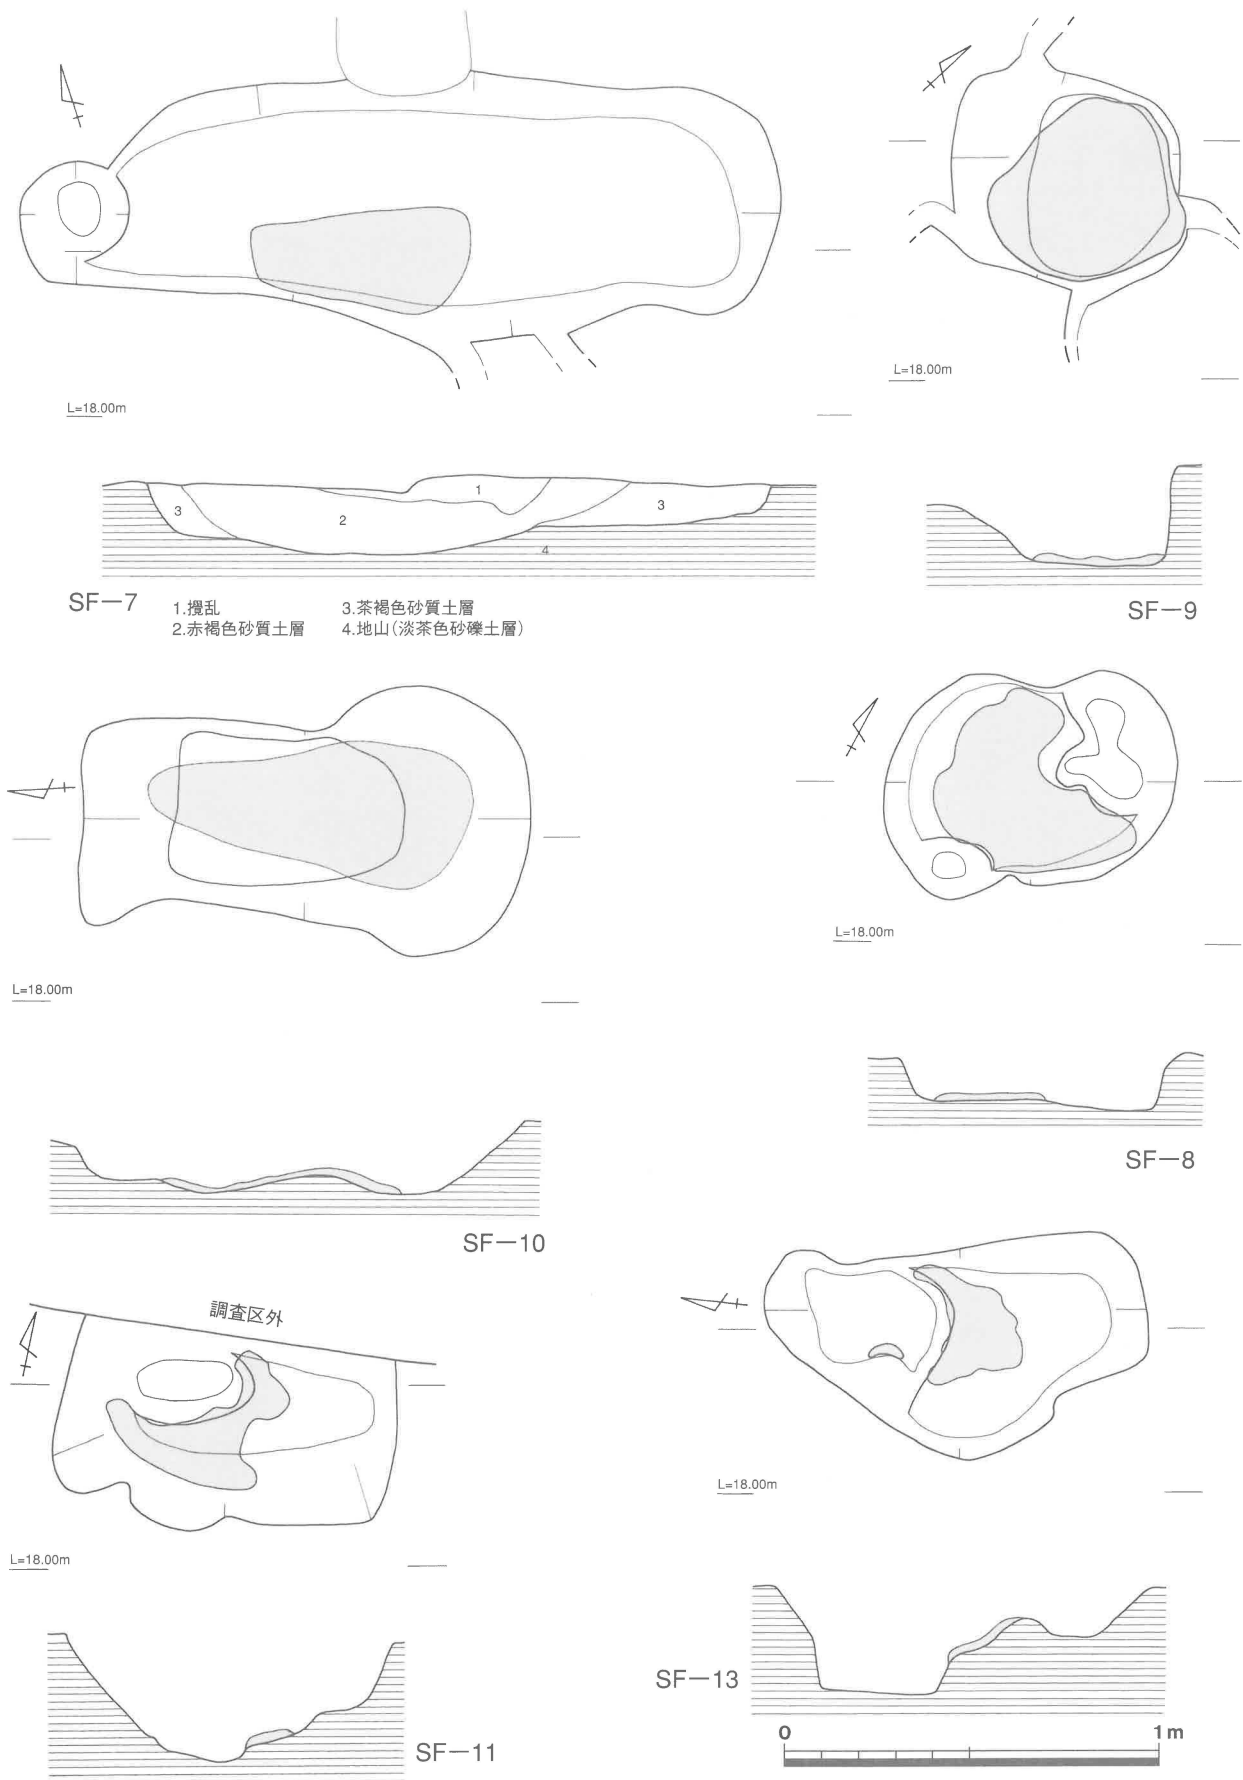 L=18.00m
L=18.00m
1
3
2
3
4
SF－7
1.攪乱
3.茶褐色砂質土層
2.赤褐色砂質土層
4.地山(淡茶色砂礫土層)
SF－9
L=18.00m
L=18.00m
SF－8
SF－10
調査区外
L=18.00m
L=18.00m
SF－13
SF－11
0
1m